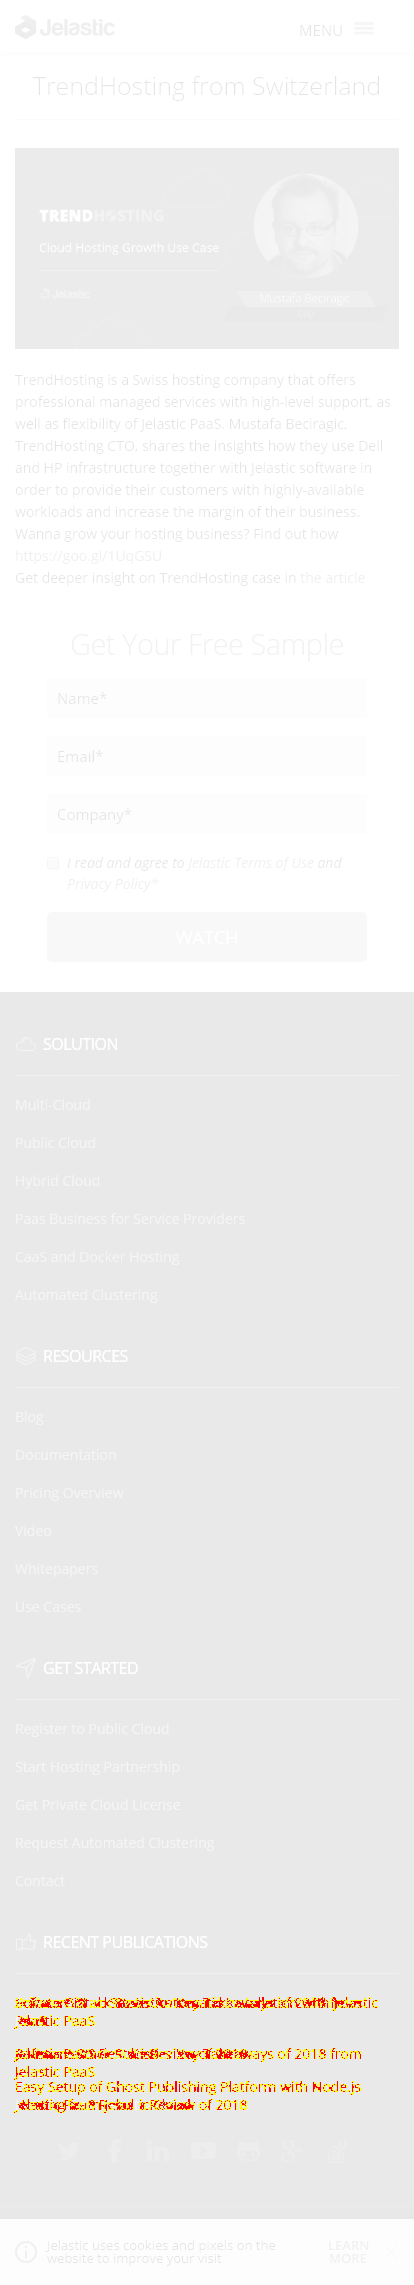 Jelastic
MENU
TrendHosting from Switzerland
TRENDHOSTING
Cloud Hosting Growth Use Case
Jelastic
Mustafa Beciragic
CTO
TrendHosting is a Swiss hosting company that offers
professional managed services with high-level support, as
well as flexibility of Jelastic PaaS. Mustafa Beciragic,
TrendHosting CTO, shares the insights how they use Dell
and HP infrastructure together with Jelastic software in
order to provide their customers with highly-available
workloads and increase the margin of their business.
Wanna grow your hosting business? Find out how
https://goo.gl/1UqGSU
Get deeper insight on TrendHosting case in the article
Get Your Free Sample
Name*
Email*
Company*
I read and agree to Jelastic Terms of Use and
Privacy Policy*
WATCH
SOLUTION
Multi-Cloud
Public Cloud
Hybrid Cloud
Paas Business for Service Providers
CaaS and Docker Hosting
Automated Clustering
RESOURCES
Blog
Documentation
Pricing Overview
Video
Whitepapers
Use Cases
GET STARTED
Register to Public Cloud
Start Hosting Partnership
Get Private Cloud License
Request Automated Clustering
Contact
RECENT PUBLICATIONS
with Jelastic
PaaS
of 2018 from
Jelastic PaaS
Easy Setup of Ghost Publishing Platform with Node.js
of 2018
Jelastic uses cookies and pixels on the
website to improve your visit
LEARN
MORE